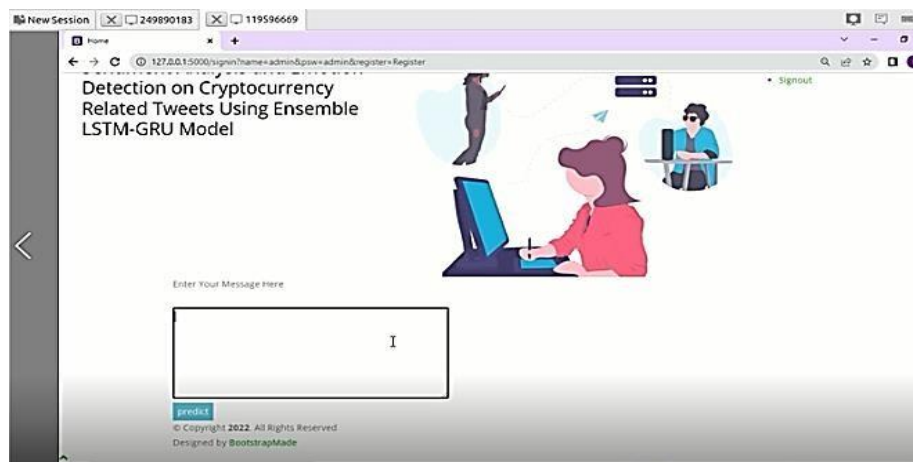 New Session
249890183
119596669
Home
127.0.0.1:5000/signin?name=admin&psw=admin&register=Register
Detection on Cryptocurrency
Related Tweets Using Ensemble
LSTM-GRU Model
Signout
Enter Your Message Here
predict
© Copyright 2022. All Rights Reserved
Designed by BootstrapMade